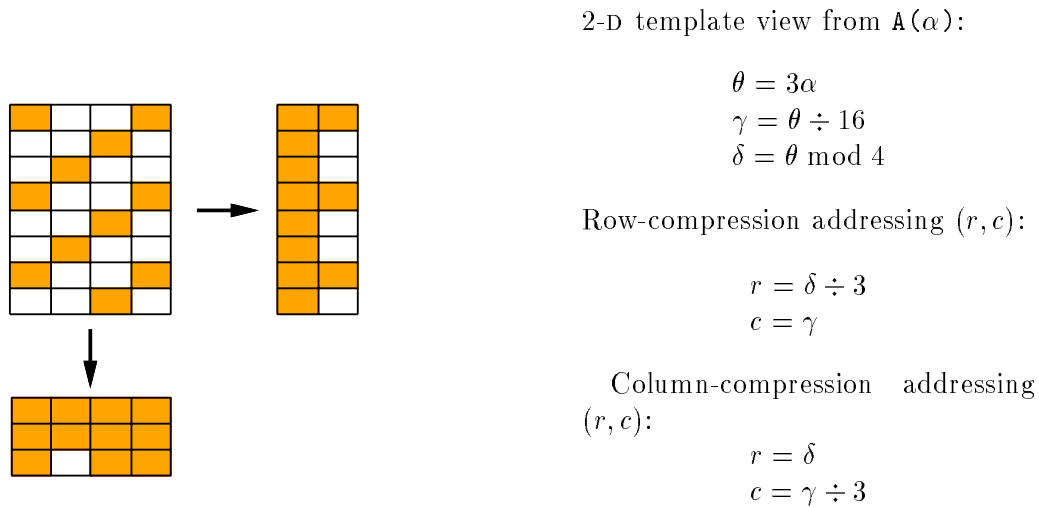 2-D template view from A(α):
θ = 3α
γ = θ ÷ 16
δ = θ mod 4
Row-compression addressing (r, c):
r = δ ÷ 3
c = γ
Column-compression addressing
(r, c):
r = δ
c = γ ÷ 3